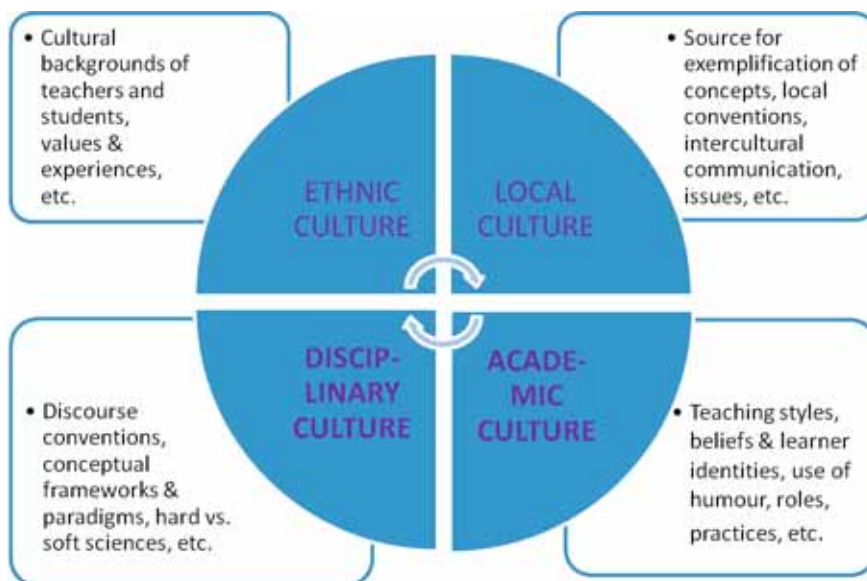 • Cultural
backgrounds of
teachers and
students,
values &
experiences,
etc.
• Source for
exemplification of
concepts, local
conventions,
intercultural
communication,
issues, etc.
ETHNIC
CULTURE
LOCAL
CULTURE
DISCIP-
LINARY
CULTURE
ACADE-
MIC
CULTURE
• Discourse
conventions,
conceptual
frameworks &
paradigms, hard vs.
soft sciences, etc.
• Teaching styles,
beliefs & learner
identities, use of
humour, roles,
practices, etc.